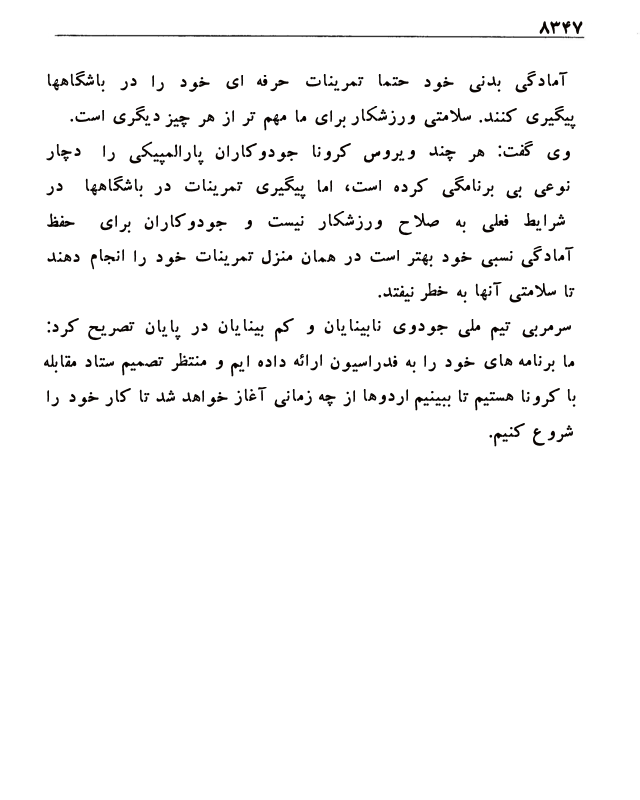 ۸۳۴۷
آمادگی بدنی خود حتما تمرینات حرفه ای خود را در باشگاهها
پیگیری کنند. سلامتی ورزشکار برای ما مهم تر از هر چیز دیگری است.
وی گفت: هر چند ویروس کرونا جودوکاران پارالمپیکی را دچار
نوعی بی برنامگی کرده است، اما پیگیری تمرینات در باشگاهها در
شرایط فعلی به صلاح ورزشکار نیست و جودوکاران برای حفظ
آمادگی نسبی خود بهتر است در همان منزل تمرینات خود را انجام دهند
تا سلامتی آنها به خطر نیفتد.
سرمربی تیم ملی جودوی نابینایان و کم بینایان در پایان تصریح کرد:
ما برنامه های خود را به فدراسیون ارائه داده ایم و منتظر تصمیم ستاد مقابله
با کرونا هستیم تا ببینیم اردوها از چه زمانی آغاز خواهد شد تا کار خود را
شروع کنیم.